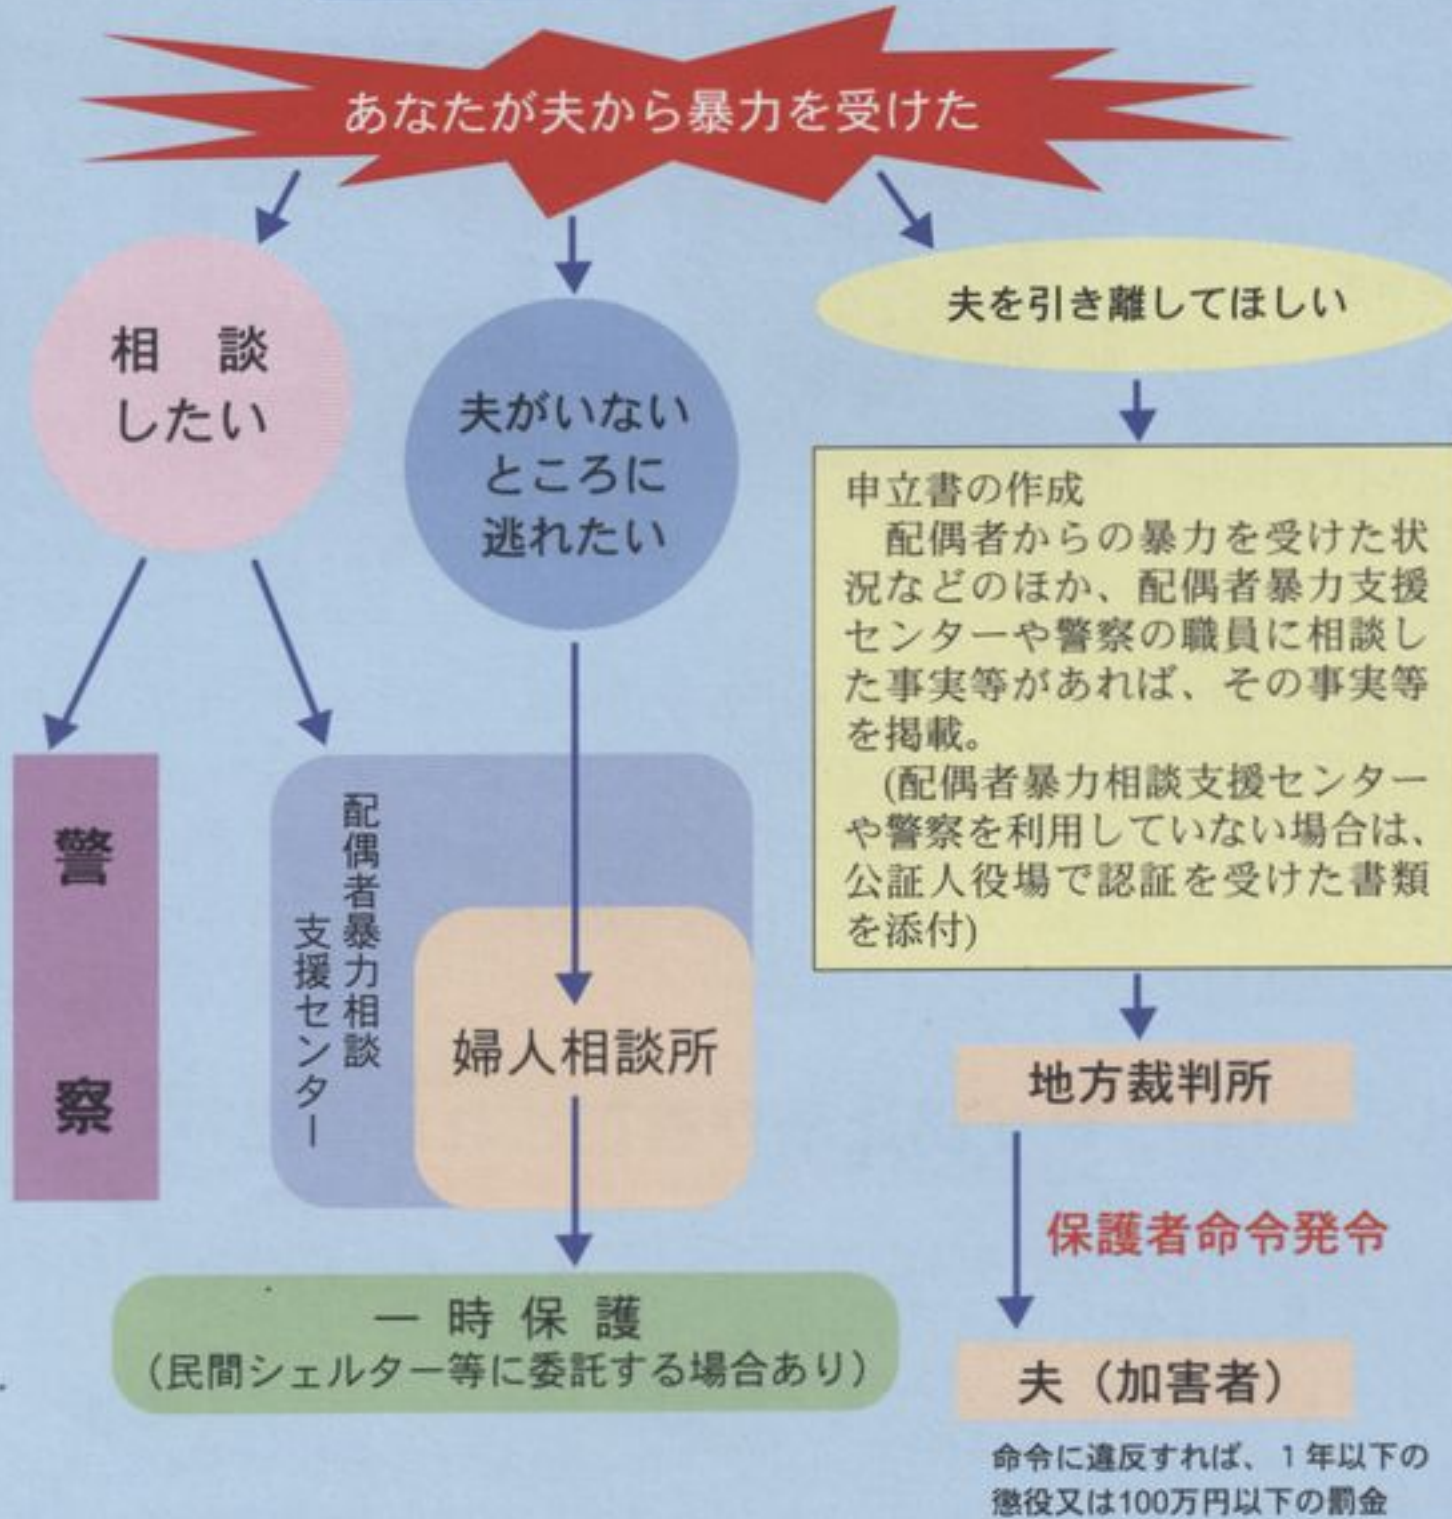 あなたが夫から暴力を受けた
相　談
したい
夫がいない
ところに
逃れたい
夫を引き離してほしい
申立書の作成
　配偶者からの暴力を受けた状
況などのほか、配偶者暴力支援
センターや警察の職員に相談し
た事実等があれば、その事実等
を掲載。
　(配偶者暴力相談支援センター
や警察を利用していない場合は、
公証人役場で認証を受けた書類
を添付)
警察
配偶者暴力相談
支援センター
婦人相談所
一時保護
（民間シェルター等に委託する場合あり）
地方裁判所
保護者命令発令
夫（加害者）
命令に違反すれば、１年以下の
懲役又は100万円以下の罰金